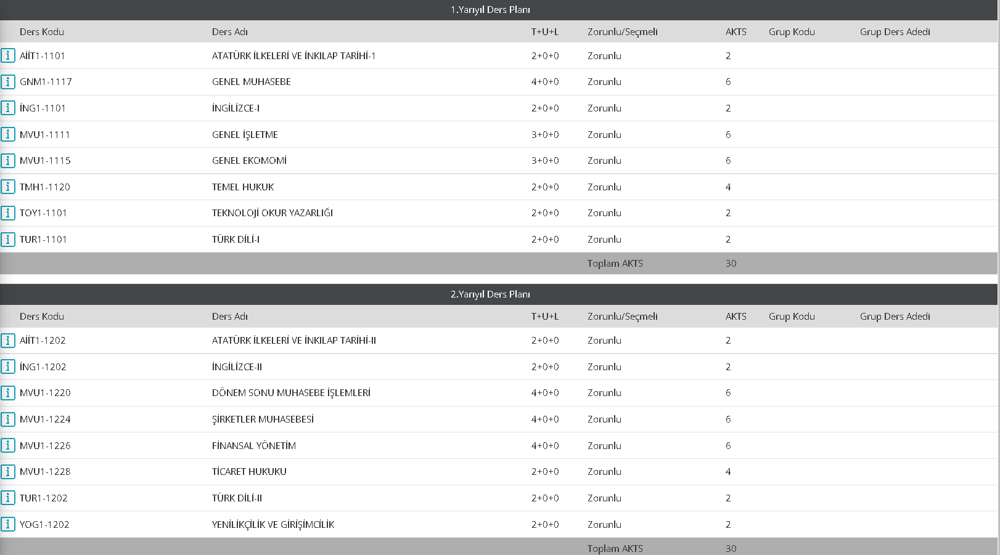 1.Yarıyıl Ders Planı
Ders Kodu Ders Adı T+U+L Zorunlu/Seçmeli AKTS Grup Kodu Grup Ders Adedi
AİİT1-1101 ATATÜRK İLKELERİ VE İNKILAP TARİHİ-1 2+0+0 Zorunlu 2
GNM1-1117 GENEL MUHASEBE 4+0+0 Zorunlu 6
İNG1-1101 İNGİLİZCE-I 2+0+0 Zorunlu 2
MVU1-1111 GENEL İŞLETME 3+0+0 Zorunlu 6
MVU1-1115 GENEL EKOMOMİ 3+0+0 Zorunlu 6
TMH1-1120 TEMEL HUKUK 2+0+0 Zorunlu 4
TOY1-1101 TEKNOLOJİ OKUR YAZARLIĞI 2+0+0 Zorunlu 2
TUR1-1101 TÜRK DİLİ-I 2+0+0 Zorunlu 2
Toplam AKTS 30
2.Yarıyıl Ders Planı
Ders Kodu Ders Adı T+U+L Zorunlu/Seçmeli AKTS Grup Kodu Grup Ders Adedi
AİİT1-1202 ATATÜRK İLKELERİ VE İNKILAP TARİHİ-II 2+0+0 Zorunlu 2
İNG1-1202 İNGİLİZCE-II 2+0+0 Zorunlu 2
MVU1-1220 DÖNEM SONU MUHASEBE İŞLEMLERİ 4+0+0 Zorunlu 6
MVU1-1224 ŞİRKETLER MUHASEBESİ 4+0+0 Zorunlu 6
MVU1-1226 FİNANSAL YÖNETİM 4+0+0 Zorunlu 6
MVU1-1228 TİCARET HUKUKU 2+0+0 Zorunlu 4
TUR1-1202 TÜRK DİLİ-II 2+0+0 Zorunlu 2
YOG1-1202 YENİLİKÇİLİK VE GİRİŞİMCİLİK 2+0+0 Zorunlu 2
Toplam AKTS 30